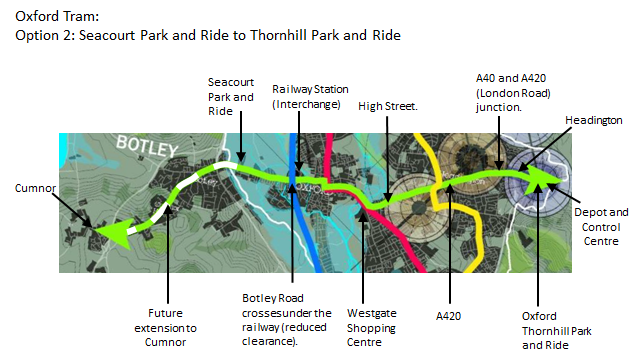 Oxford Tram:
Option 2: Seacourt Park and Ride to Thornhill Park and Ride
Seacourt
Park and
Ride
Railway Station
(Interchange)
High Street.
A40 and A420
(London Road)
junction.
Headington
BOTLEY
OXFO
Cumnor
Depot and
Control
Centre
Future
extension to
Cumnor
Botley Road
crosses under the
railway (reduced
clearance).
Westgate
Shopping
Centre
A420
Oxford
Thornhill Park
and Ride